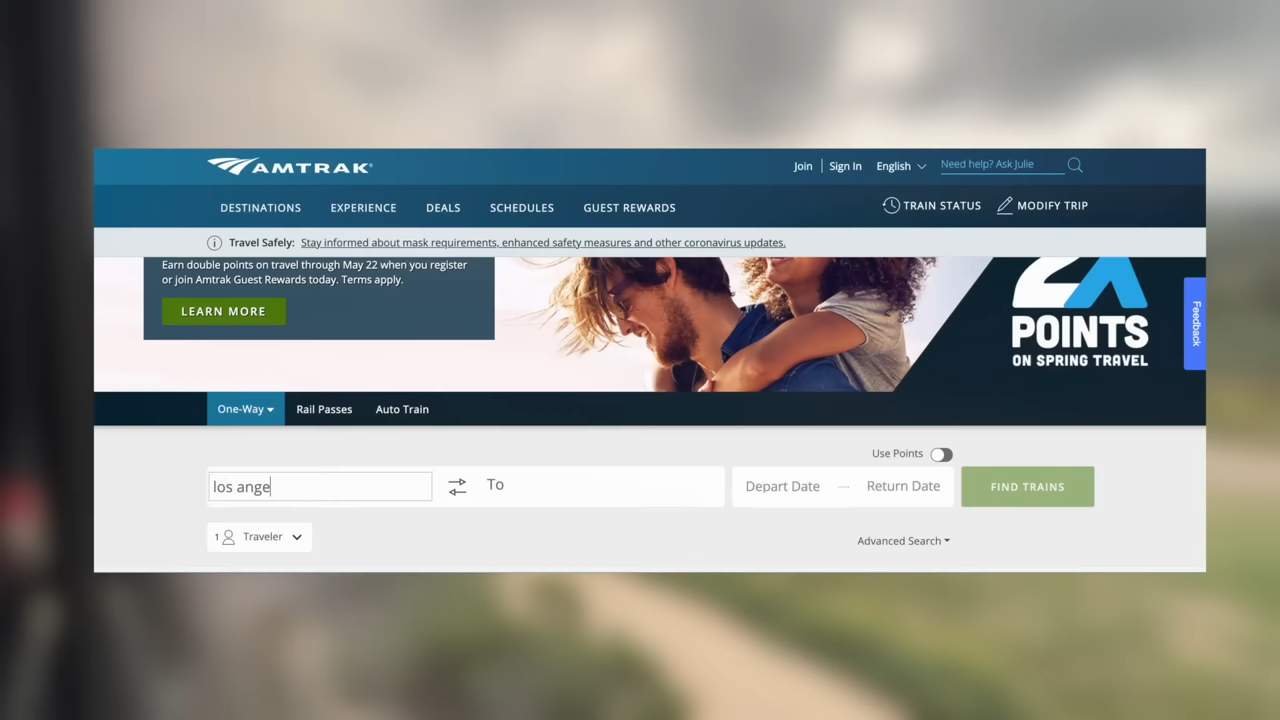 AMTRAK
Join
Sign In
English
Need help? Ask Julie
DESTINATIONS
EXPERIENCE
DEALS
SCHEDULES
GUEST REWARDS
TRAIN STATUS
MODIFY TRIP
Travel Safely: Stay informed about mask requirements, enhanced safety measures and other coronavirus updates.
Earn double points on travel through May 22 when you register
or join Amtrak Guest Rewards today. Terms apply.
LEARN MORE
2X
POINTS
ON SPRING TRAVEL
Feedback
One-Way
Rail Passes
Auto Train
Use Points
los ange
To
Depart Date
Return Date
FIND TRAINS
1 Traveler
Advanced Search